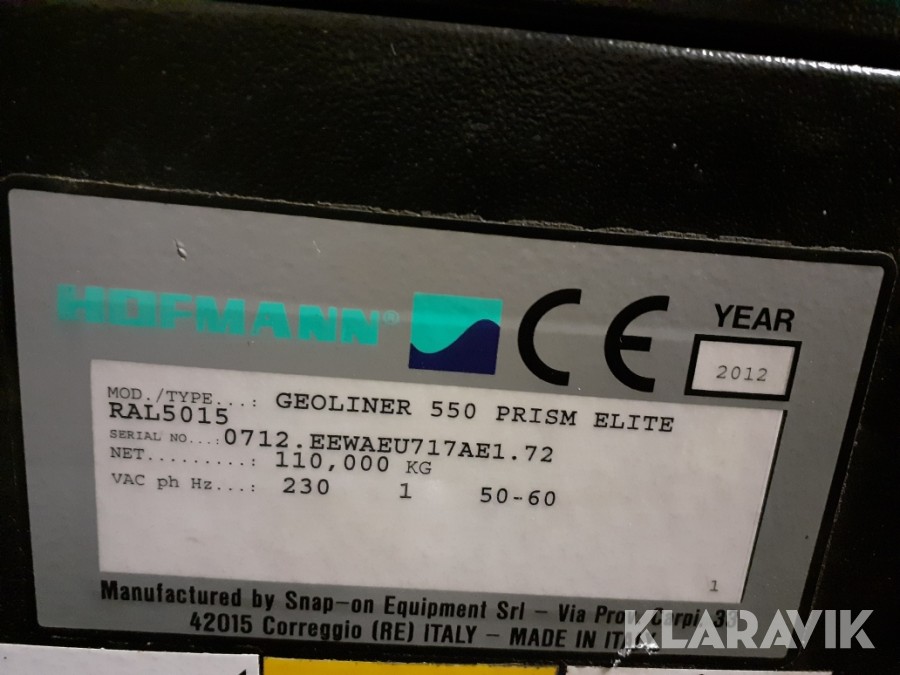 HOFMANN® CE YEAR
2012
MOD./TYPE...: GEOLINER 550 PRISM ELITE
RAL5015
SERIAL NO...:0712.EEWAEU717AE1.72
NET.........: 110,000 KG
VAC ph Hz...: 230 1 50-60
1
Manufactured by Snap-on Equipment Srl - Via Prov. Carpi 33
42015 Correggio (RE) ITALY - MADE IN ITALY
KLARAVIK